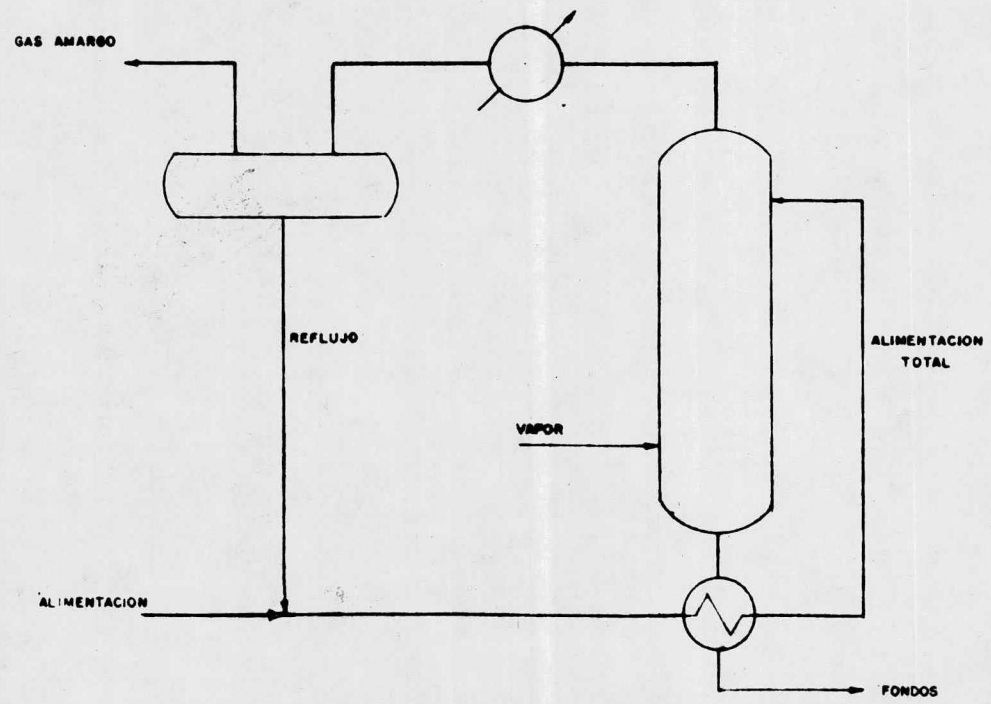 GAS AMARGO
REFLUJO
ALIMENTACION
TOTAL
VAPOR
ALIMENTACION
FONDOS